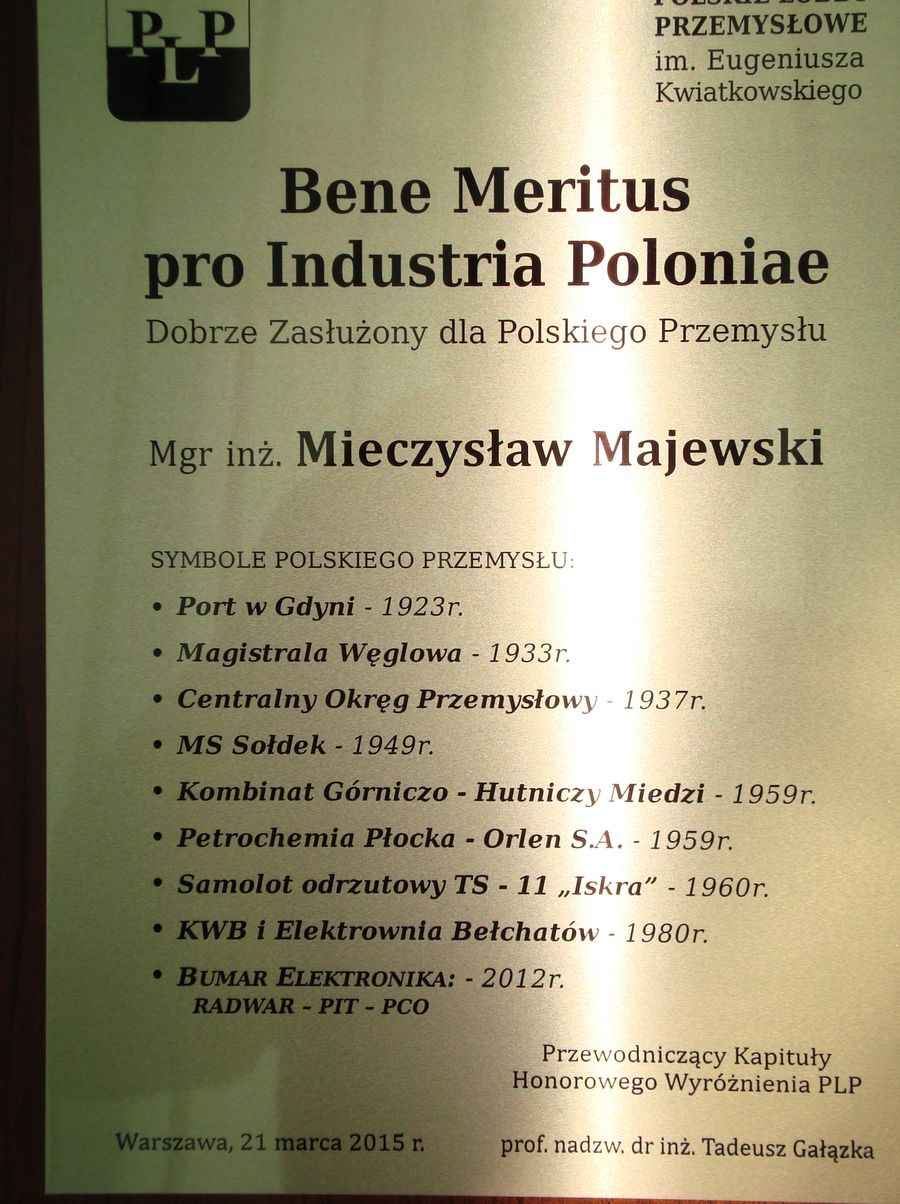 PLP
POLSKIE LOBBY
PRZEMYSŁOWE
im. Eugeniusza
Kwiatkowskiego
Bene Meritus
pro Industria Poloniae
Dobrze Zasłużony dla Polskiego Przemysłu
Mgr inż. Mieczysław Majewski
SYMBOLE POLSKIEGO PRZEMYSŁU:
• Port w Gdyni - 1923r.
• Magistrala Węglowa - 1933r.
• Centralny Okręg Przemysłowy - 1937r.
• MS Sołdek - 1949r.
• Kombinat Górniczo - Hutniczy Miedzi - 1959r.
• Petrochemia Płocka - Orlen S.A. - 1959r.
• Samolot odrzutowy TS - 11 „Iskra” - 1960r.
• KWB i Elektrownia Bełchatów - 1980r.
• BUMAR ELEKTRONIKA: - 2012r.
RADWAR - PIT - PCO
Przewodniczący Kapituły
Honorowego Wyróżnienia PLP
Warszawa, 21 marca 2015 r.
prof. nadzw. dr inż. Tadeusz Gałązka